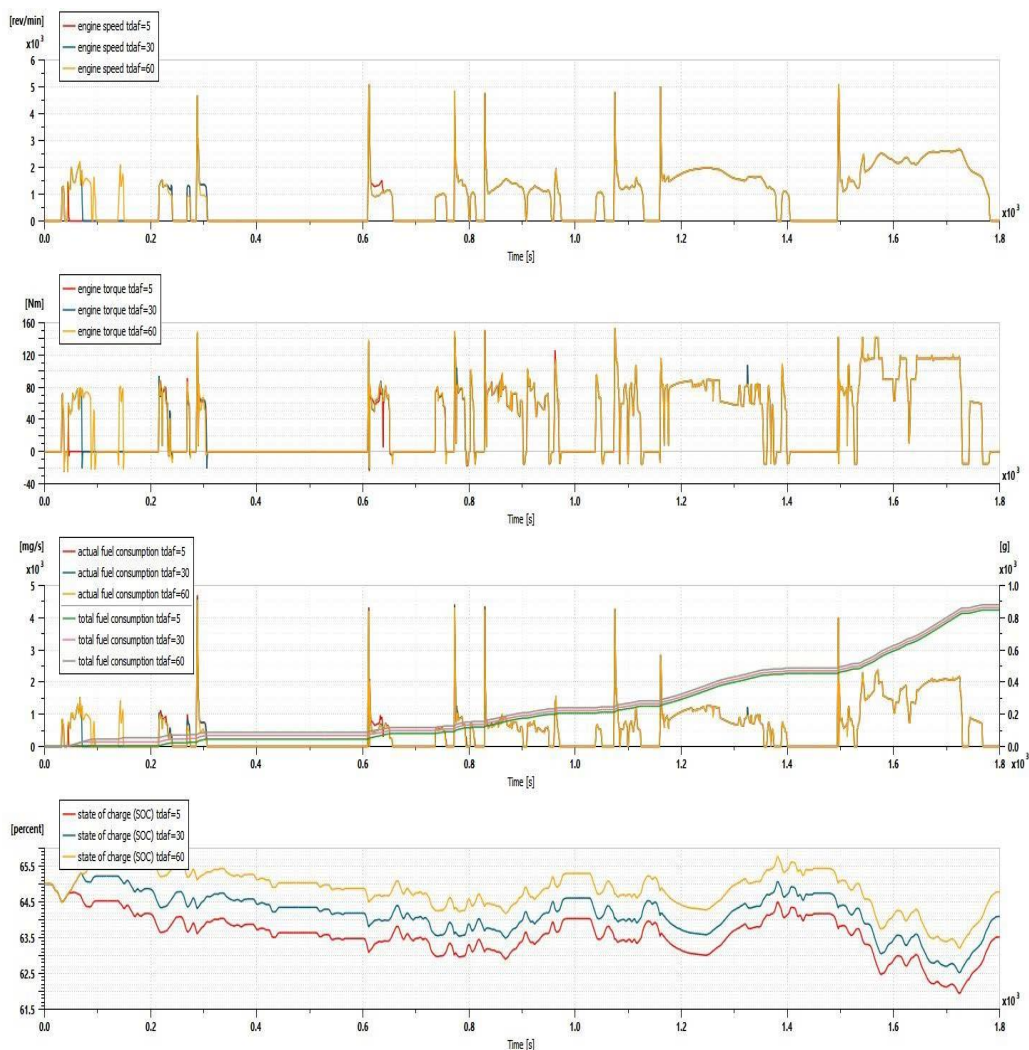 [rev/min]
x10³
engine speed tdaf=5
engine speed tdaf=30
engine speed tdaf=60
6
5
4
3
2
1
0
x10³
0.0 0.2 0.4 0.6 0.8 1.0 1.2 1.4 1.6 1.8
Time [s]
[Nm]
engine torque tdaf=5
engine torque tdaf=30
engine torque tdaf=60
160
120
80
40
0
-40
x10³
0.0 0.2 0.4 0.6 0.8 1.0 1.2 1.4 1.6 1.8
Time [s]
[mg/s] [g]
x10³ x10³
actual fuel consumption tdaf=5
actual fuel consumption tdaf=30
actual fuel consumption tdaf=60
total fuel consumption tdaf=5
total fuel consumption tdaf=30
total fuel consumption tdaf=60
5 1.0
4 0.8
3 0.6
2 0.4
1 0.2
0 0.0
0.0 0.2 0.4 0.6 0.8 1.0 1.2 1.4 1.6 1.8 x10³
Time [s]
[percent]
state of charge (SOC) tdaf=5
state of charge (SOC) tdaf=30
state of charge (SOC) tdaf=60
65.5
64.5
63.5
62.5
61.5
x10³
0.0 0.2 0.4 0.6 0.8 1.0 1.2 1.4 1.6 1.8
Time [s]